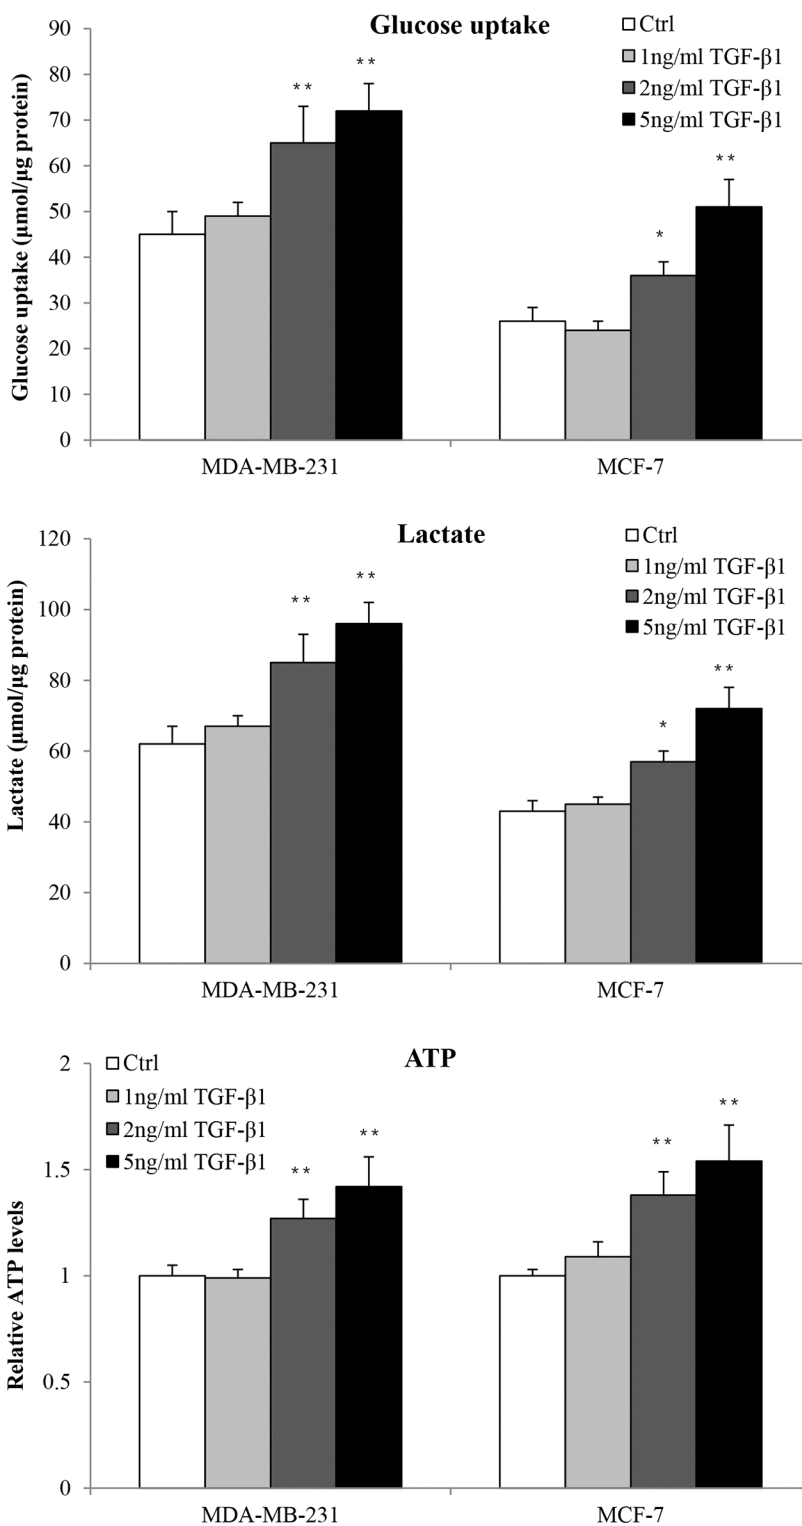 Glucose uptake
Ctrl
1ng/ml TGF-β1
2ng/ml TGF-β1
5ng/ml TGF-β1
Glucose uptake (μmol/μg protein)
90
80
70
60
50
40
30
20
10
0
**
**
*
**
MDA-MB-231
MCF-7
Lactate
Ctrl
1ng/ml TGF-β1
2ng/ml TGF-β1
5ng/ml TGF-β1
Lactate (μmol/μg protein)
120
100
80
60
40
20
0
**
**
*
**
MDA-MB-231
MCF-7
ATP
Ctrl
1ng/ml TGF-β1
2ng/ml TGF-β1
5ng/ml TGF-β1
Relative ATP levels
2
1.5
1
0.5
0
**
**
**
**
MDA-MB-231
MCF-7